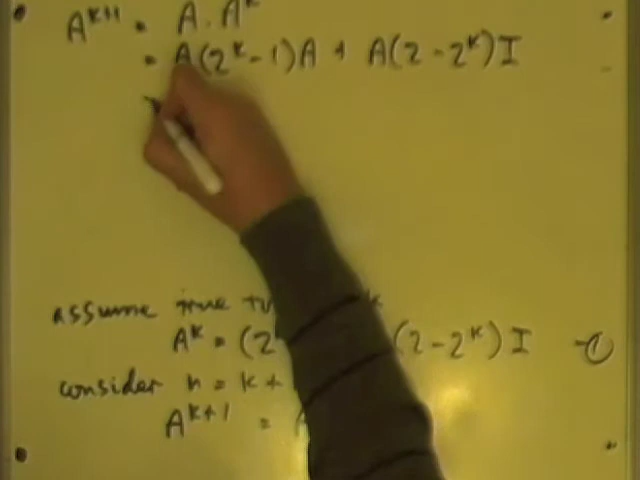 A^{k+1} = A . A^k
= A(2^k - 1)A + A(2 - 2^k)I
assume true k
A^k = (2 (2 - 2^k) I - ①
consider n = k +
A^{k+1} =